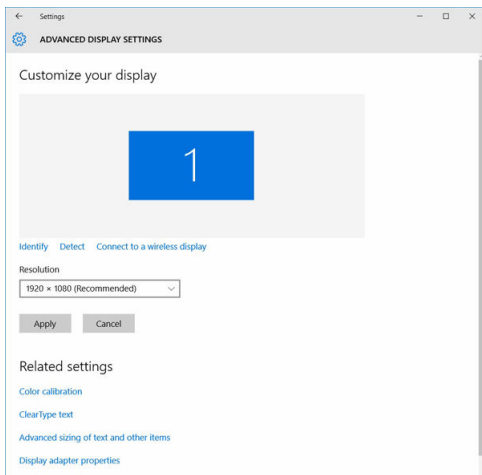 Settings
ADVANCED DISPLAY SETTINGS
Customize your display
1
Identify Detect Connect to a wireless display
Resolution
1920 × 1080 (Recommended)
Apply Cancel
Related settings
Color calibration
ClearType text
Advanced sizing of text and other items
Display adapter properties